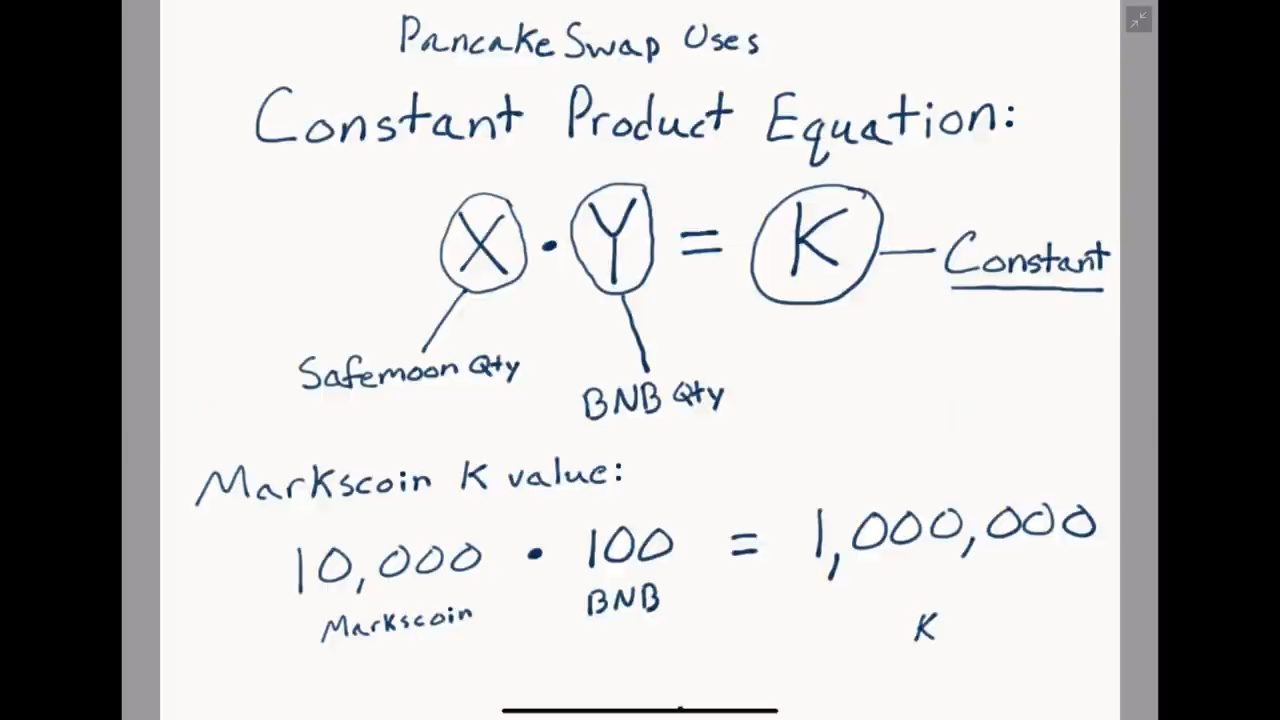 PancakeSwap Uses
Constant Product Equation:
X · Y = K — Constant
Safemoon Qty
BNB Qty
Markscoin K value:
10,000 · 100 = 1,000,000
Markscoin BNB K